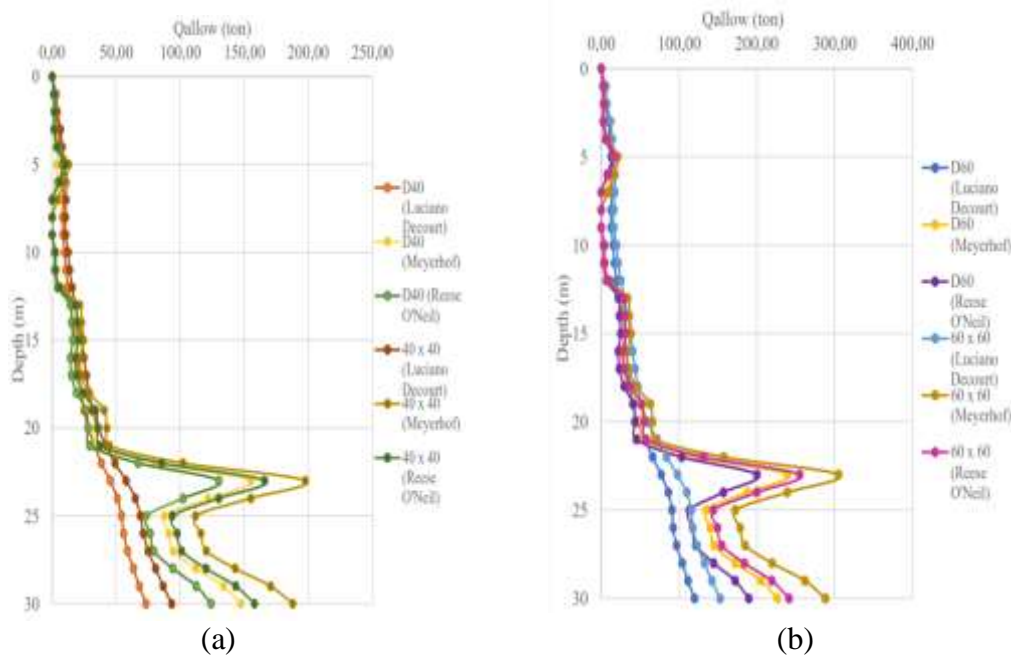 Qallow (ton)
0,00 50,00 100,00 150,00 200,00 250,00
0
5
10
15
20
25
30
Depth (m)
D40
(Luciano
Decourt)
D40
(Meyerhof)
D40 (Reese
O'Neil)
40 x 40
(Luciano
Decourt)
40 x 40
(Meyerhof)
40 x 40
(Reese
O'Neil)
(a)
Qallow (ton)
0,00 100,00 200,00 300,00 400,00
0
5
10
15
20
25
30
Depth (m)
D60
(Luciano
Decourt)
D60
(Meyerhof)
D60
(Reese
O'Neil)
60 x 60
(Luciano
Decourt)
60 x 60
(Meyerhof)
60 x 60
(Reese
O'Neil)
(b)